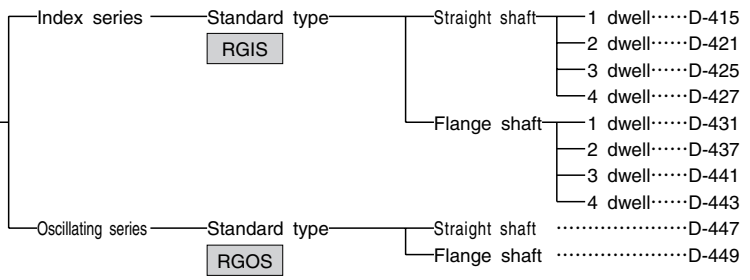 Index series Standard type Straight shaft 1 dwell……D-415
RGIS 2 dwell……D-421
3 dwell……D-425
4 dwell……D-427
Flange shaft 1 dwell……D-431
2 dwell……D-437
3 dwell……D-441
4 dwell……D-443
Oscillating series Standard type Straight shaft …………………D-447
RGOS Flange shaft …………………D-449